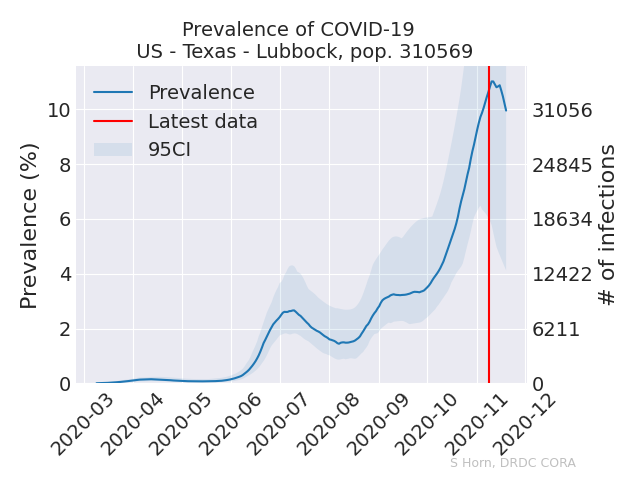 Prevalence of COVID-19
US - Texas - Lubbock, pop. 310569
Prevalence
Latest data
95CI
Prevalence (%)
10
8
6
4
2
0
31056
24845
18634
12422
6211
0
# of infections
2020-03
2020-04
2020-05
2020-06
2020-07
2020-08
2020-09
2020-10
2020-11
2020-12
S Horn, DRDC CORA